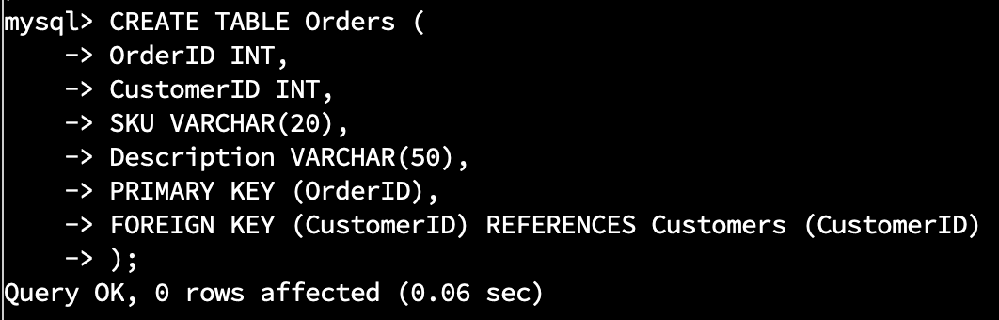 mysql> CREATE TABLE Orders (
    -> OrderID INT,
    -> CustomerID INT,
    -> SKU VARCHAR(20),
    -> Description VARCHAR(50),
    -> PRIMARY KEY (OrderID),
    -> FOREIGN KEY (CustomerID) REFERENCES Customers (CustomerID)
    -> );
Query OK, 0 rows affected (0.06 sec)